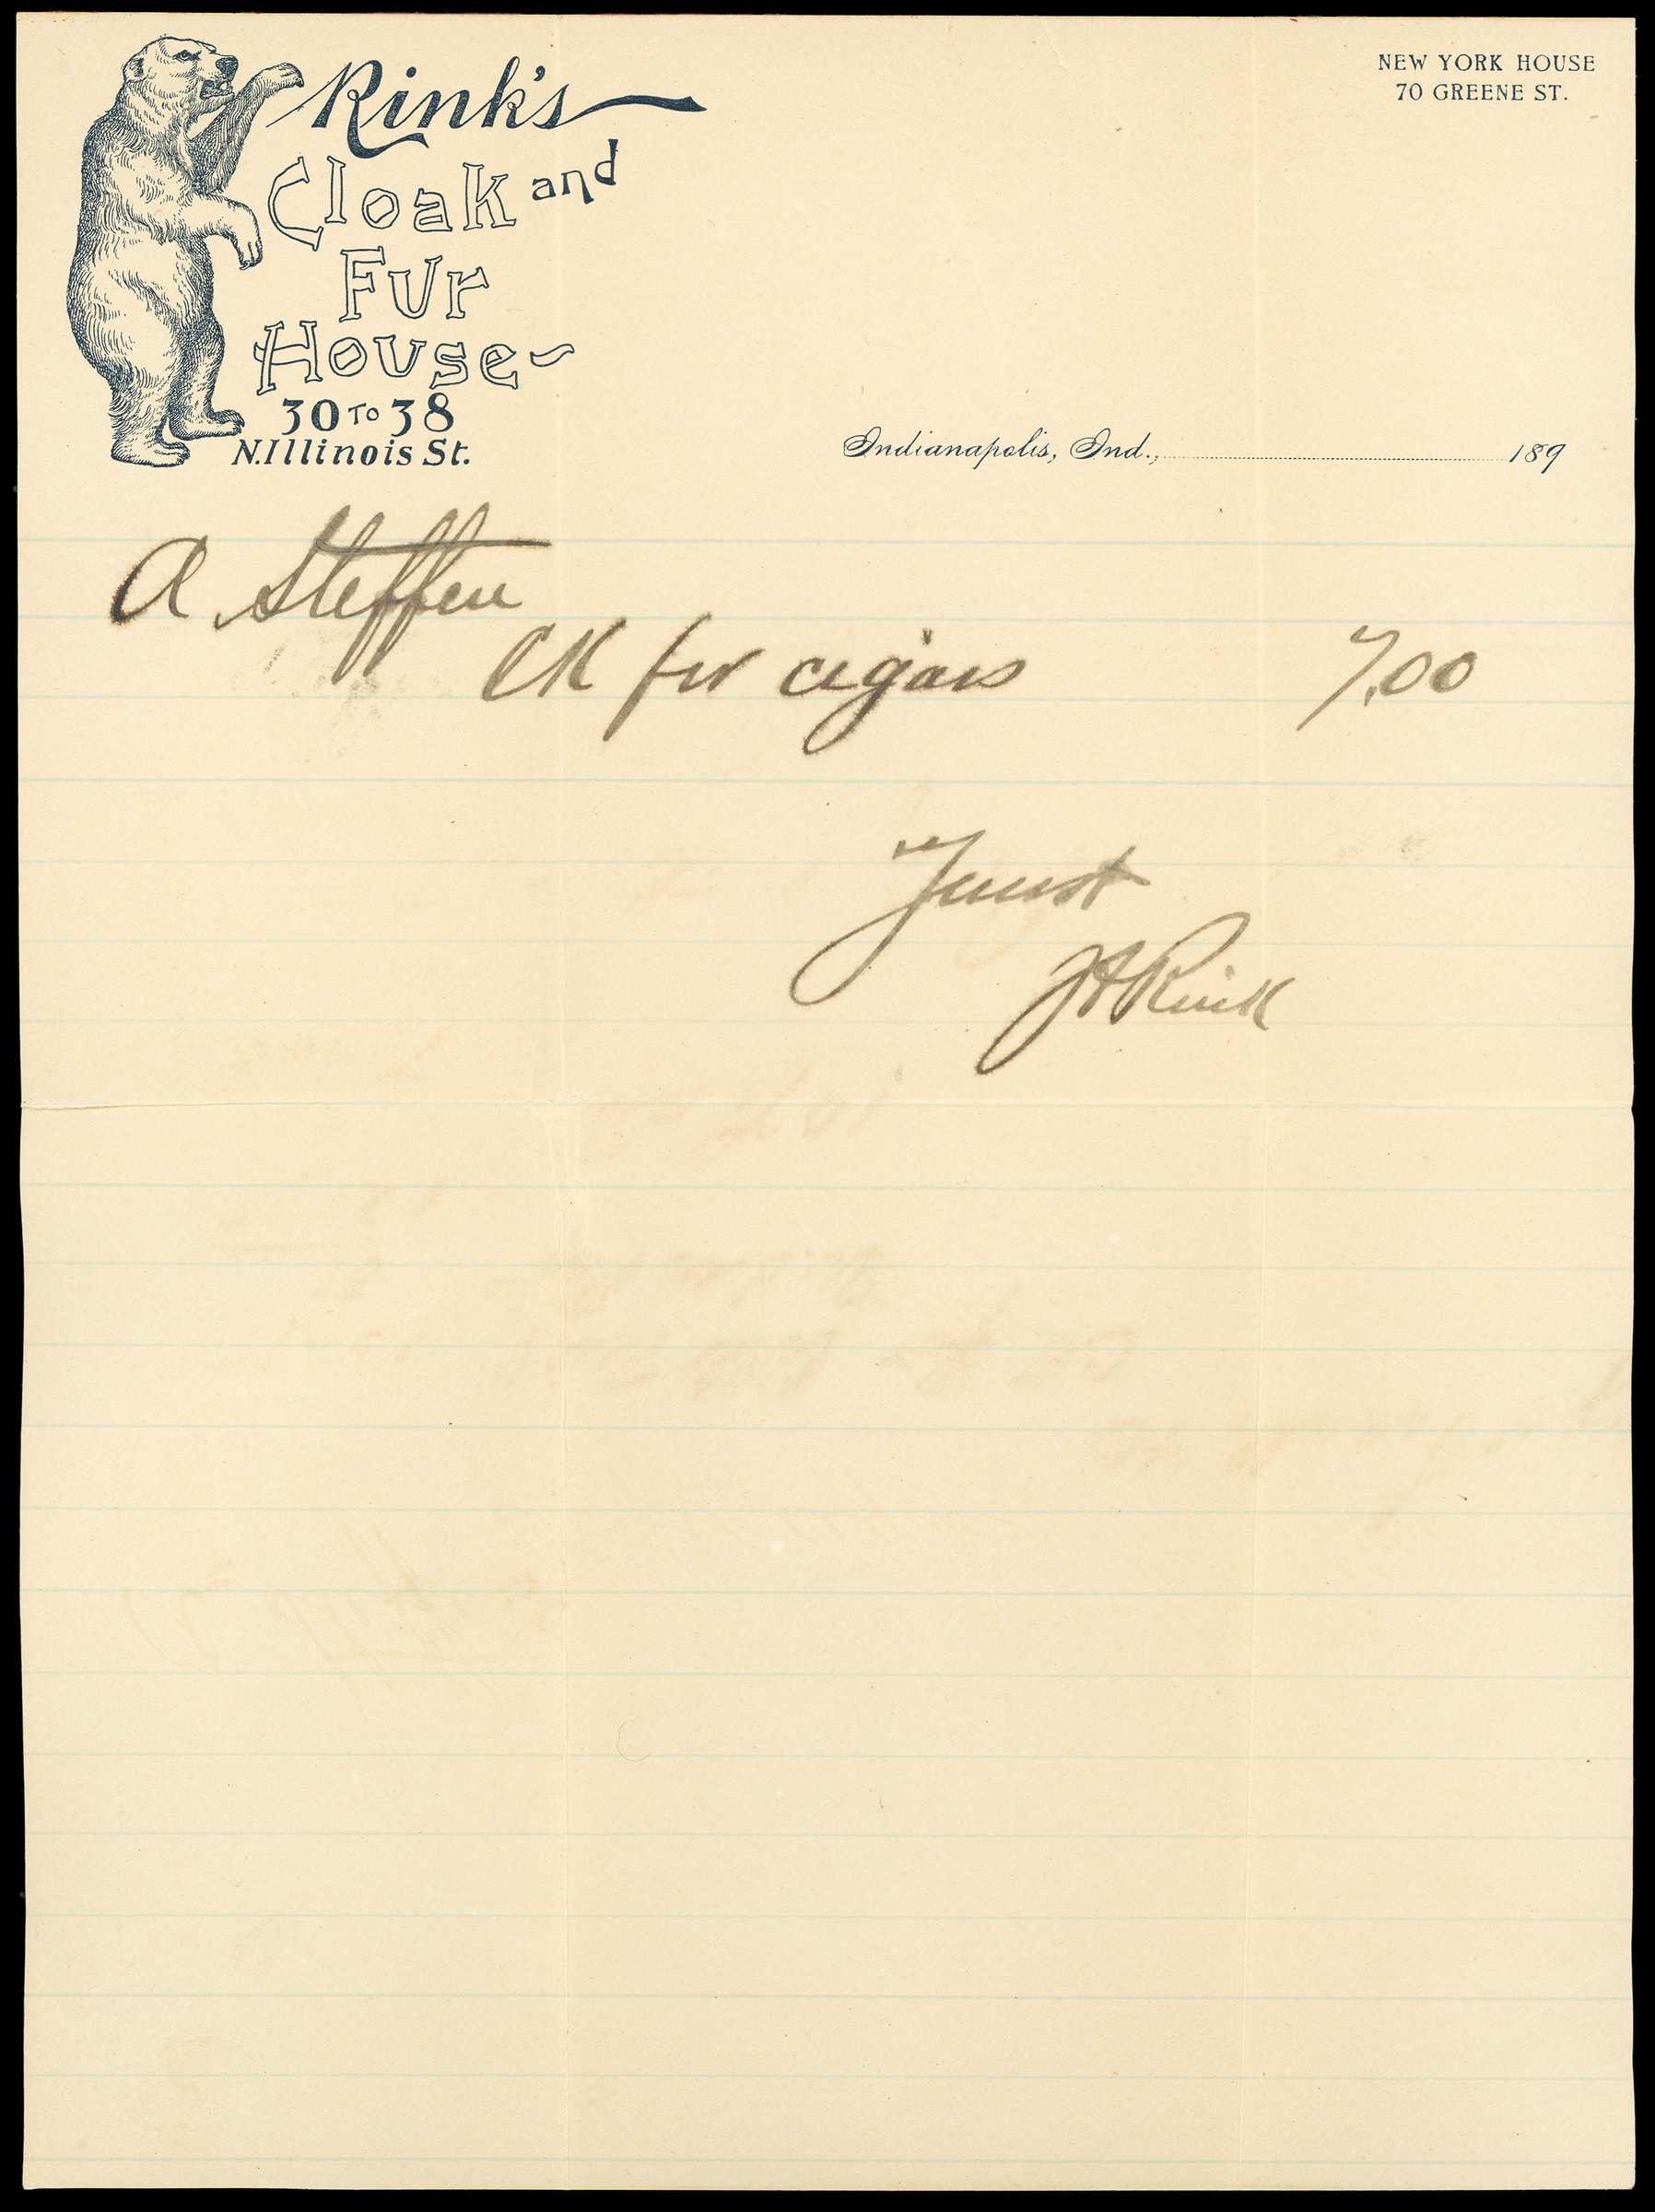 Rink's
Cloak and
Fur
House
30 TO 38
N. Illinois St.
NEW YORK HOUSE
70 GREENE ST.
Indianapolis, Ind., 189
A Steffen
CK for cigars 7.00
J A Rink